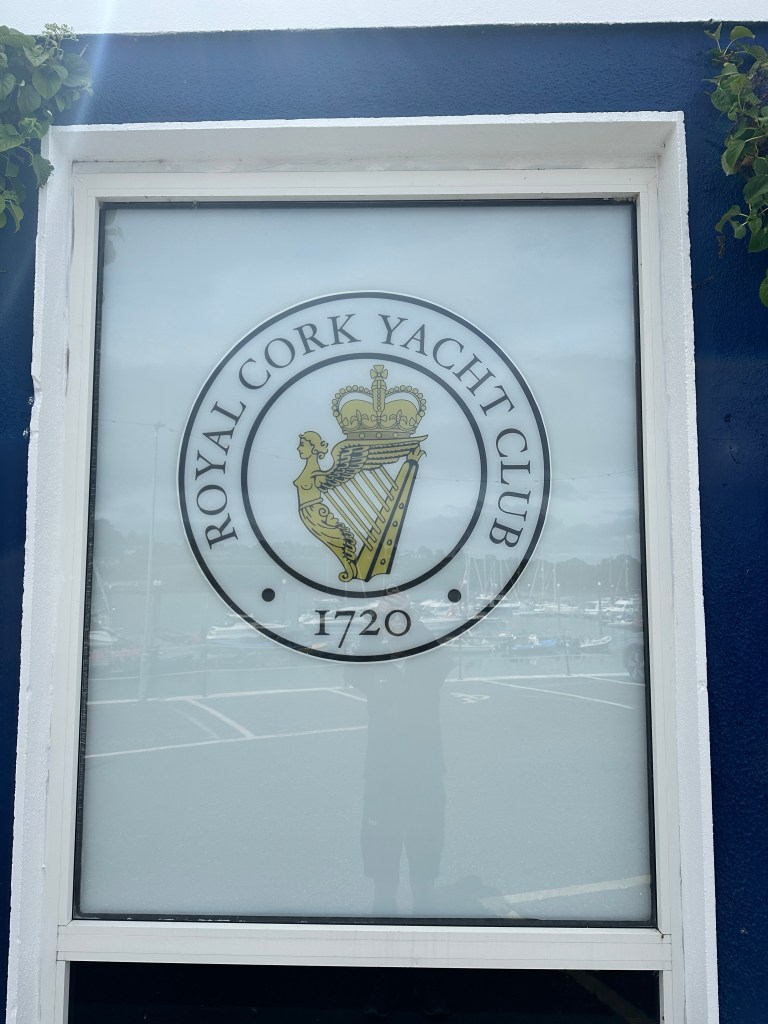 ROYAL CORK YACHT CLUB
1720